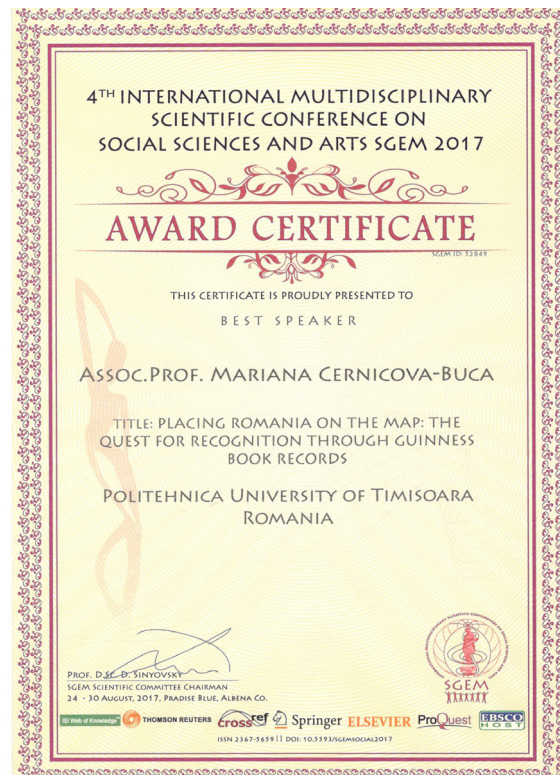 4TH INTERNATIONAL MULTIDISCIPLINARY
SCIENTIFIC CONFERENCE ON
SOCIAL SCIENCES AND ARTS SGEM 2017
AWARD CERTIFICATE
SGEM ID: 52849
THIS CERTIFICATE IS PROUDLY PRESENTED TO
BEST SPEAKER
ASSOC.PROF. MARIANA CERNICOVA-BUCA
TITLE: PLACING ROMANIA ON THE MAP: THE
QUEST FOR RECOGNITION THROUGH GUINNESS
BOOK RECORDS
POLITEHNICA UNIVERSITY OF TIMISOARA
ROMANIA
PROF. D.SC. D. SINYOVSKY
SGEM SCIENTIFIC COMMITTEE CHAIRMAN
24 - 30 AUGUST, 2017, PRADISE BLUE, ALBENA CO.
SGEM
ISI Web of Knowledge THOMSON REUTERS crossref Springer ELSEVIER ProQuest EBSCO HOST
ISSN 2367-5659 || DOI: 10.5593/SGEMSOCIAL2017